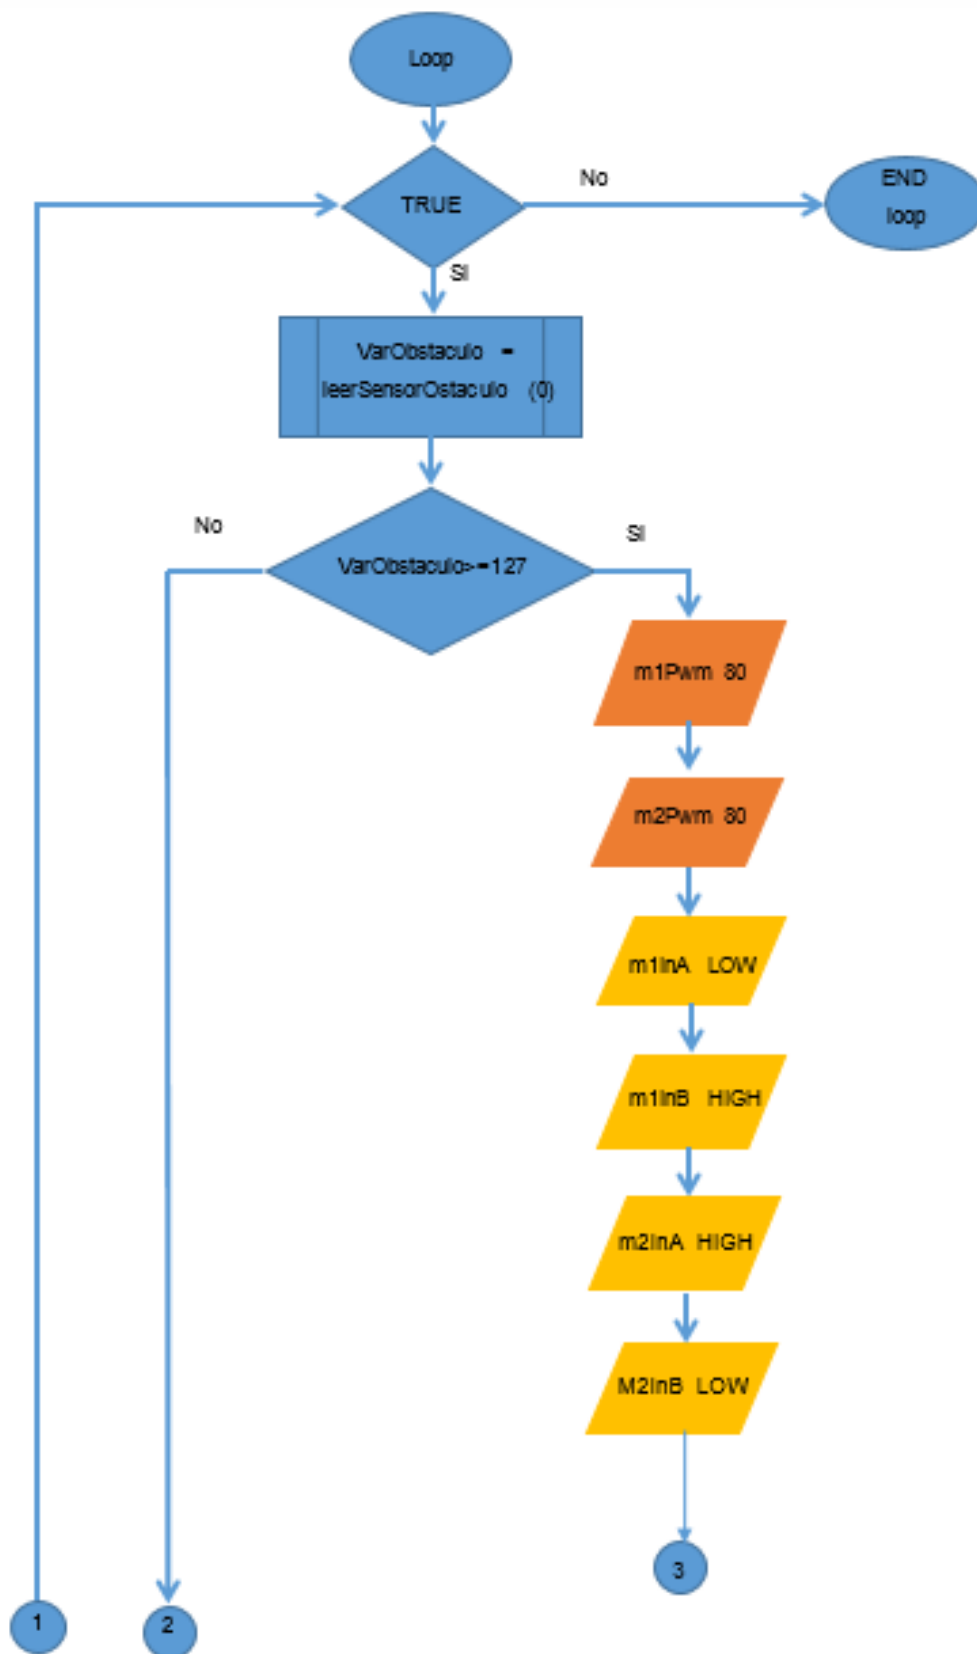 Loop
TRUE
No
END
loop
SI
VarObstaculo =
leerSensorOstaculo (0)
No
SI
VarObstaculo>=127
m1Pwm 80
m2Pwm 80
m1InA LOW
m1InB HIGH
m2InA HIGH
M2InB LOW
3
1
2